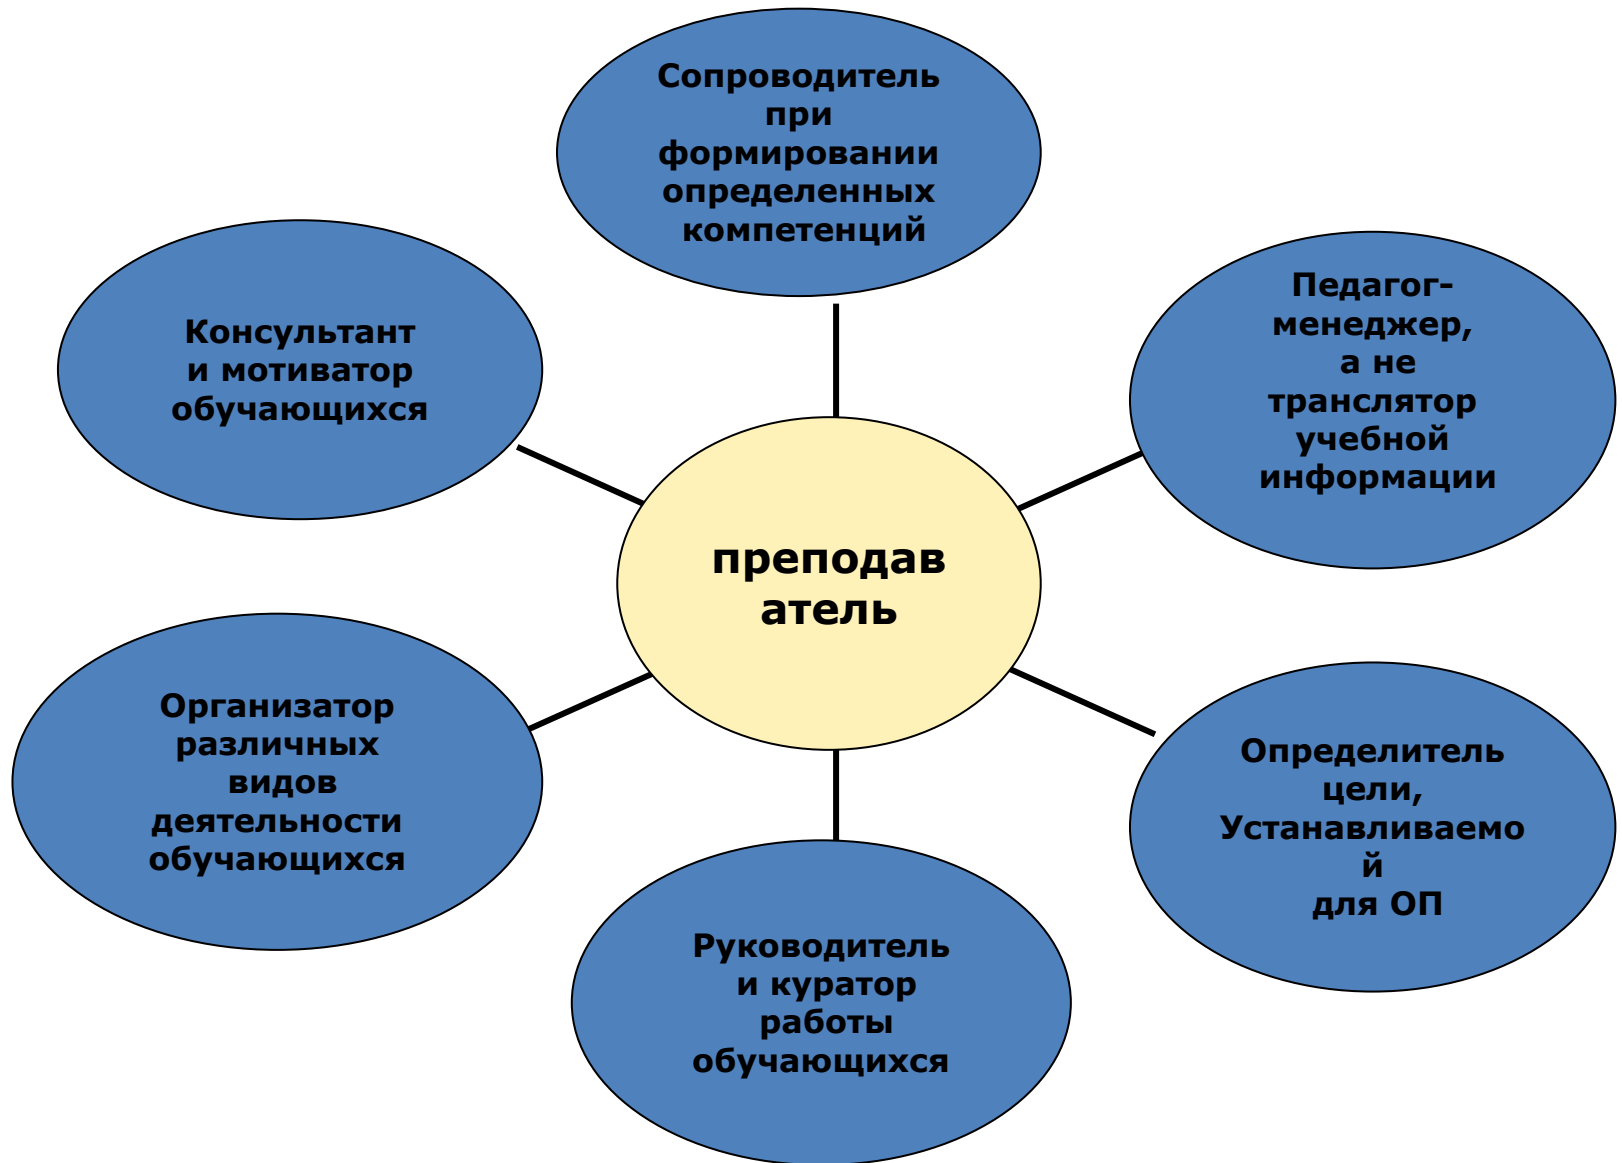 Сопроводитель
при
формировании
определенных
компетенций
Консультант
и мотиватор
обучающихся
Педагог–
менеджер,
а не
транслятор
учебной
информации
преподав
атель
Организатор
различных
видов
деятельности
обучающихся
Определитель
цели,
Устанавливаемо
й
для ОП
Руководитель
и куратор
работы
обучающихся